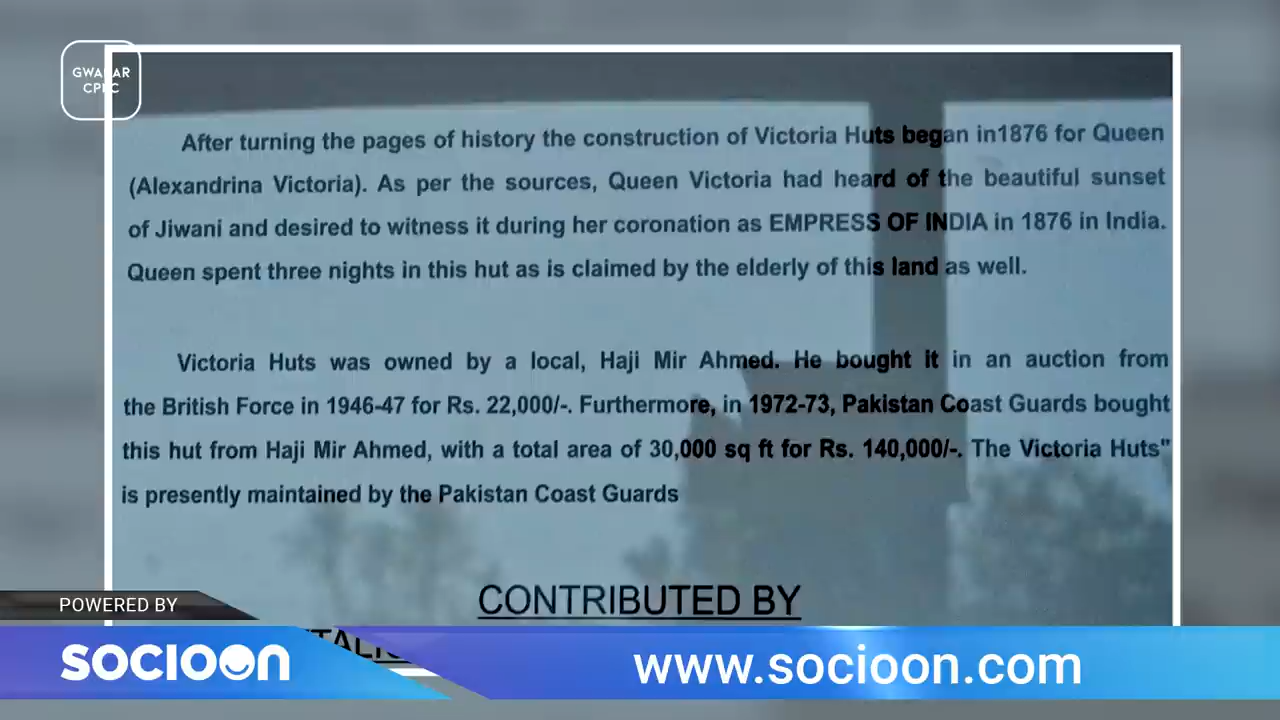 GWADAR
CPEC
After turning the pages of history the construction of Victoria Huts began in1876 for Queen
(Alexandrina Victoria). As per the sources, Queen Victoria had heard of the beautiful sunset
of Jiwani and desired to witness it during her coronation as EMPRESS OF INDIA in 1876 in India.
Queen spent three nights in this hut as is claimed by the elderly of this land as well.
Victoria Huts was owned by a local, Haji Mir Ahmed. He bought it in an auction from
the British Force in 1946-47 for Rs. 22,000/-. Furthermore, in 1972-73, Pakistan Coast Guards bought
this hut from Haji Mir Ahmed, with a total area of 30,000 sq ft for Rs. 140,000/-. The Victoria Huts"
is presently maintained by the Pakistan Coast Guards
CONTRIBUTED BY
POWERED BY
SOCIOON
www.socioon.com